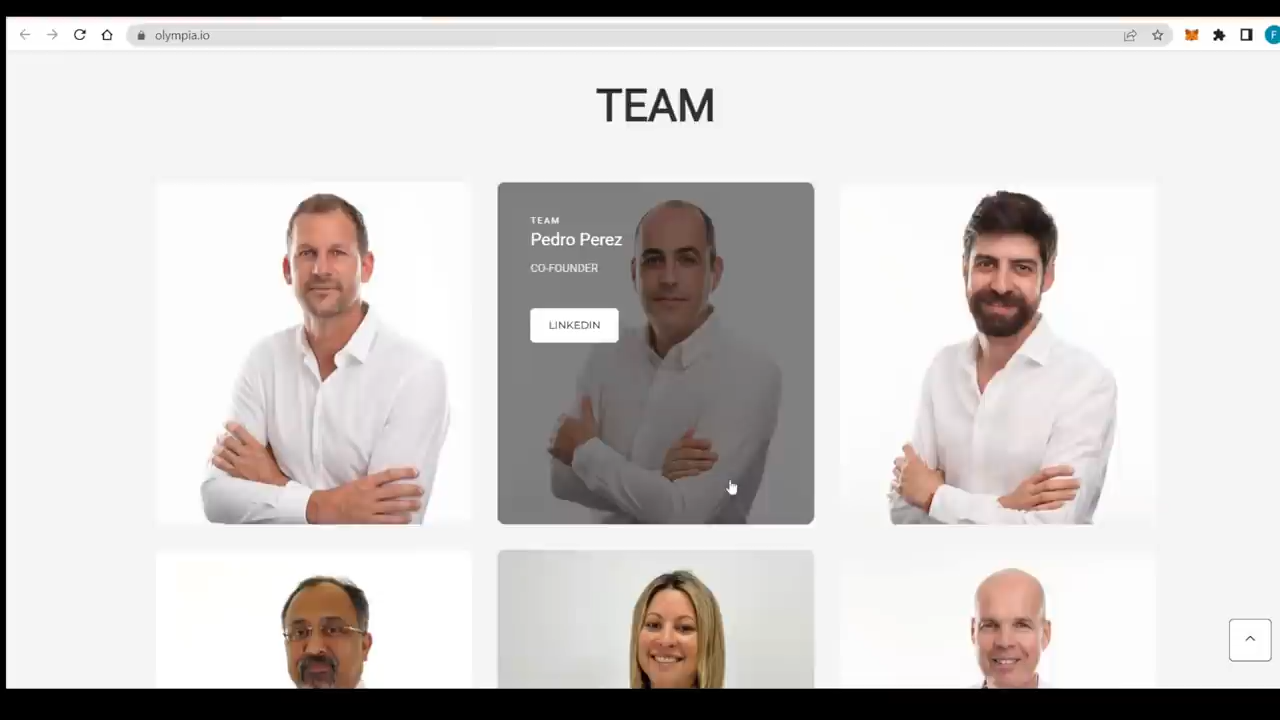 olympia.io
F
TEAM
TEAM
Pedro Perez
CO-FOUNDER
LINKEDIN